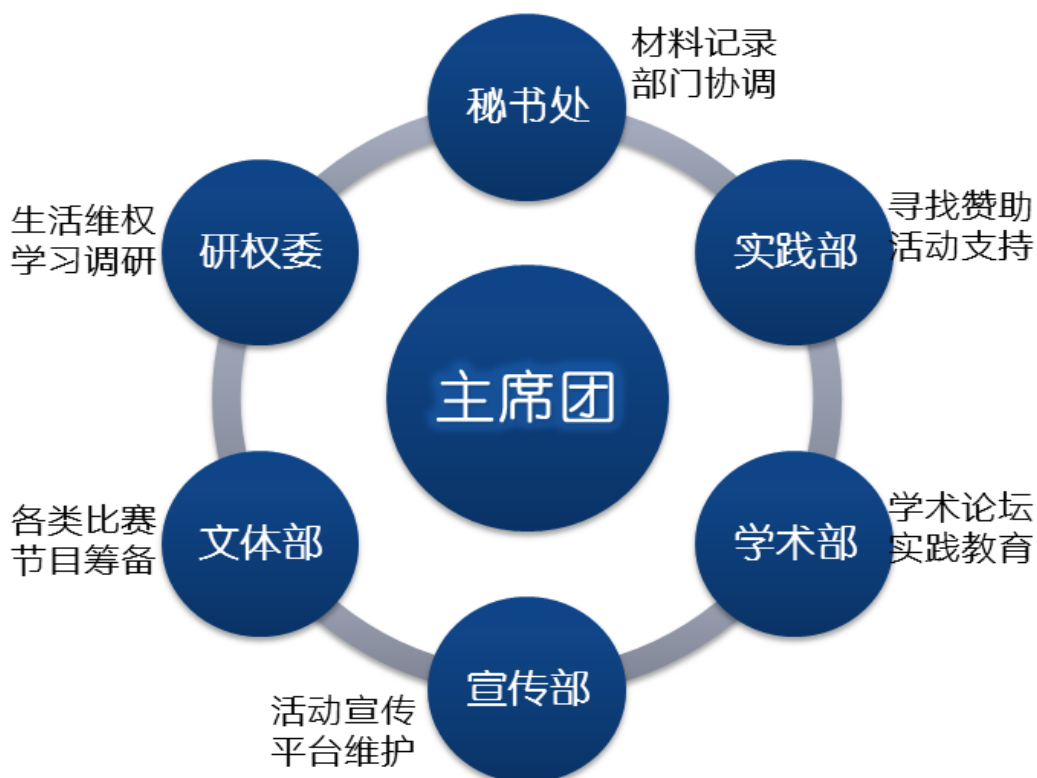 秘书处
材料记录
部门协调
生活维权
学习调研
研权委
实践部
寻找赞助
活动支持
主席团
各类比赛
节目筹备
文体部
学术部
学术论坛
实践教育
宣传部
活动宣传
平台维护